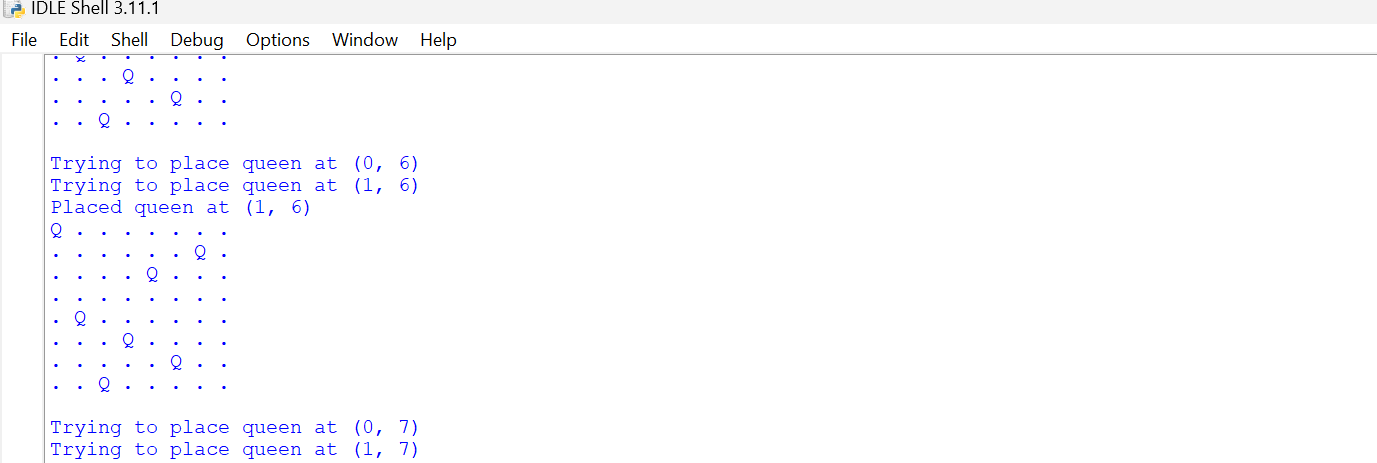 IDLE Shell 3.11.1
File Edit Shell Debug Options Window Help
. Q . . . . . .
. . . Q . . . .
. . . . . Q . .
. . Q . . . . .
Trying to place queen at (0, 6)
Trying to place queen at (1, 6)
Placed queen at (1, 6)
Q . . . . . . .
. . . . . . Q .
. . . . Q . . .
. . . . . . . .
. Q . . . . . .
. . . Q . . . .
. . . . . Q . .
. . Q . . . . .
Trying to place queen at (0, 7)
Trying to place queen at (1, 7)